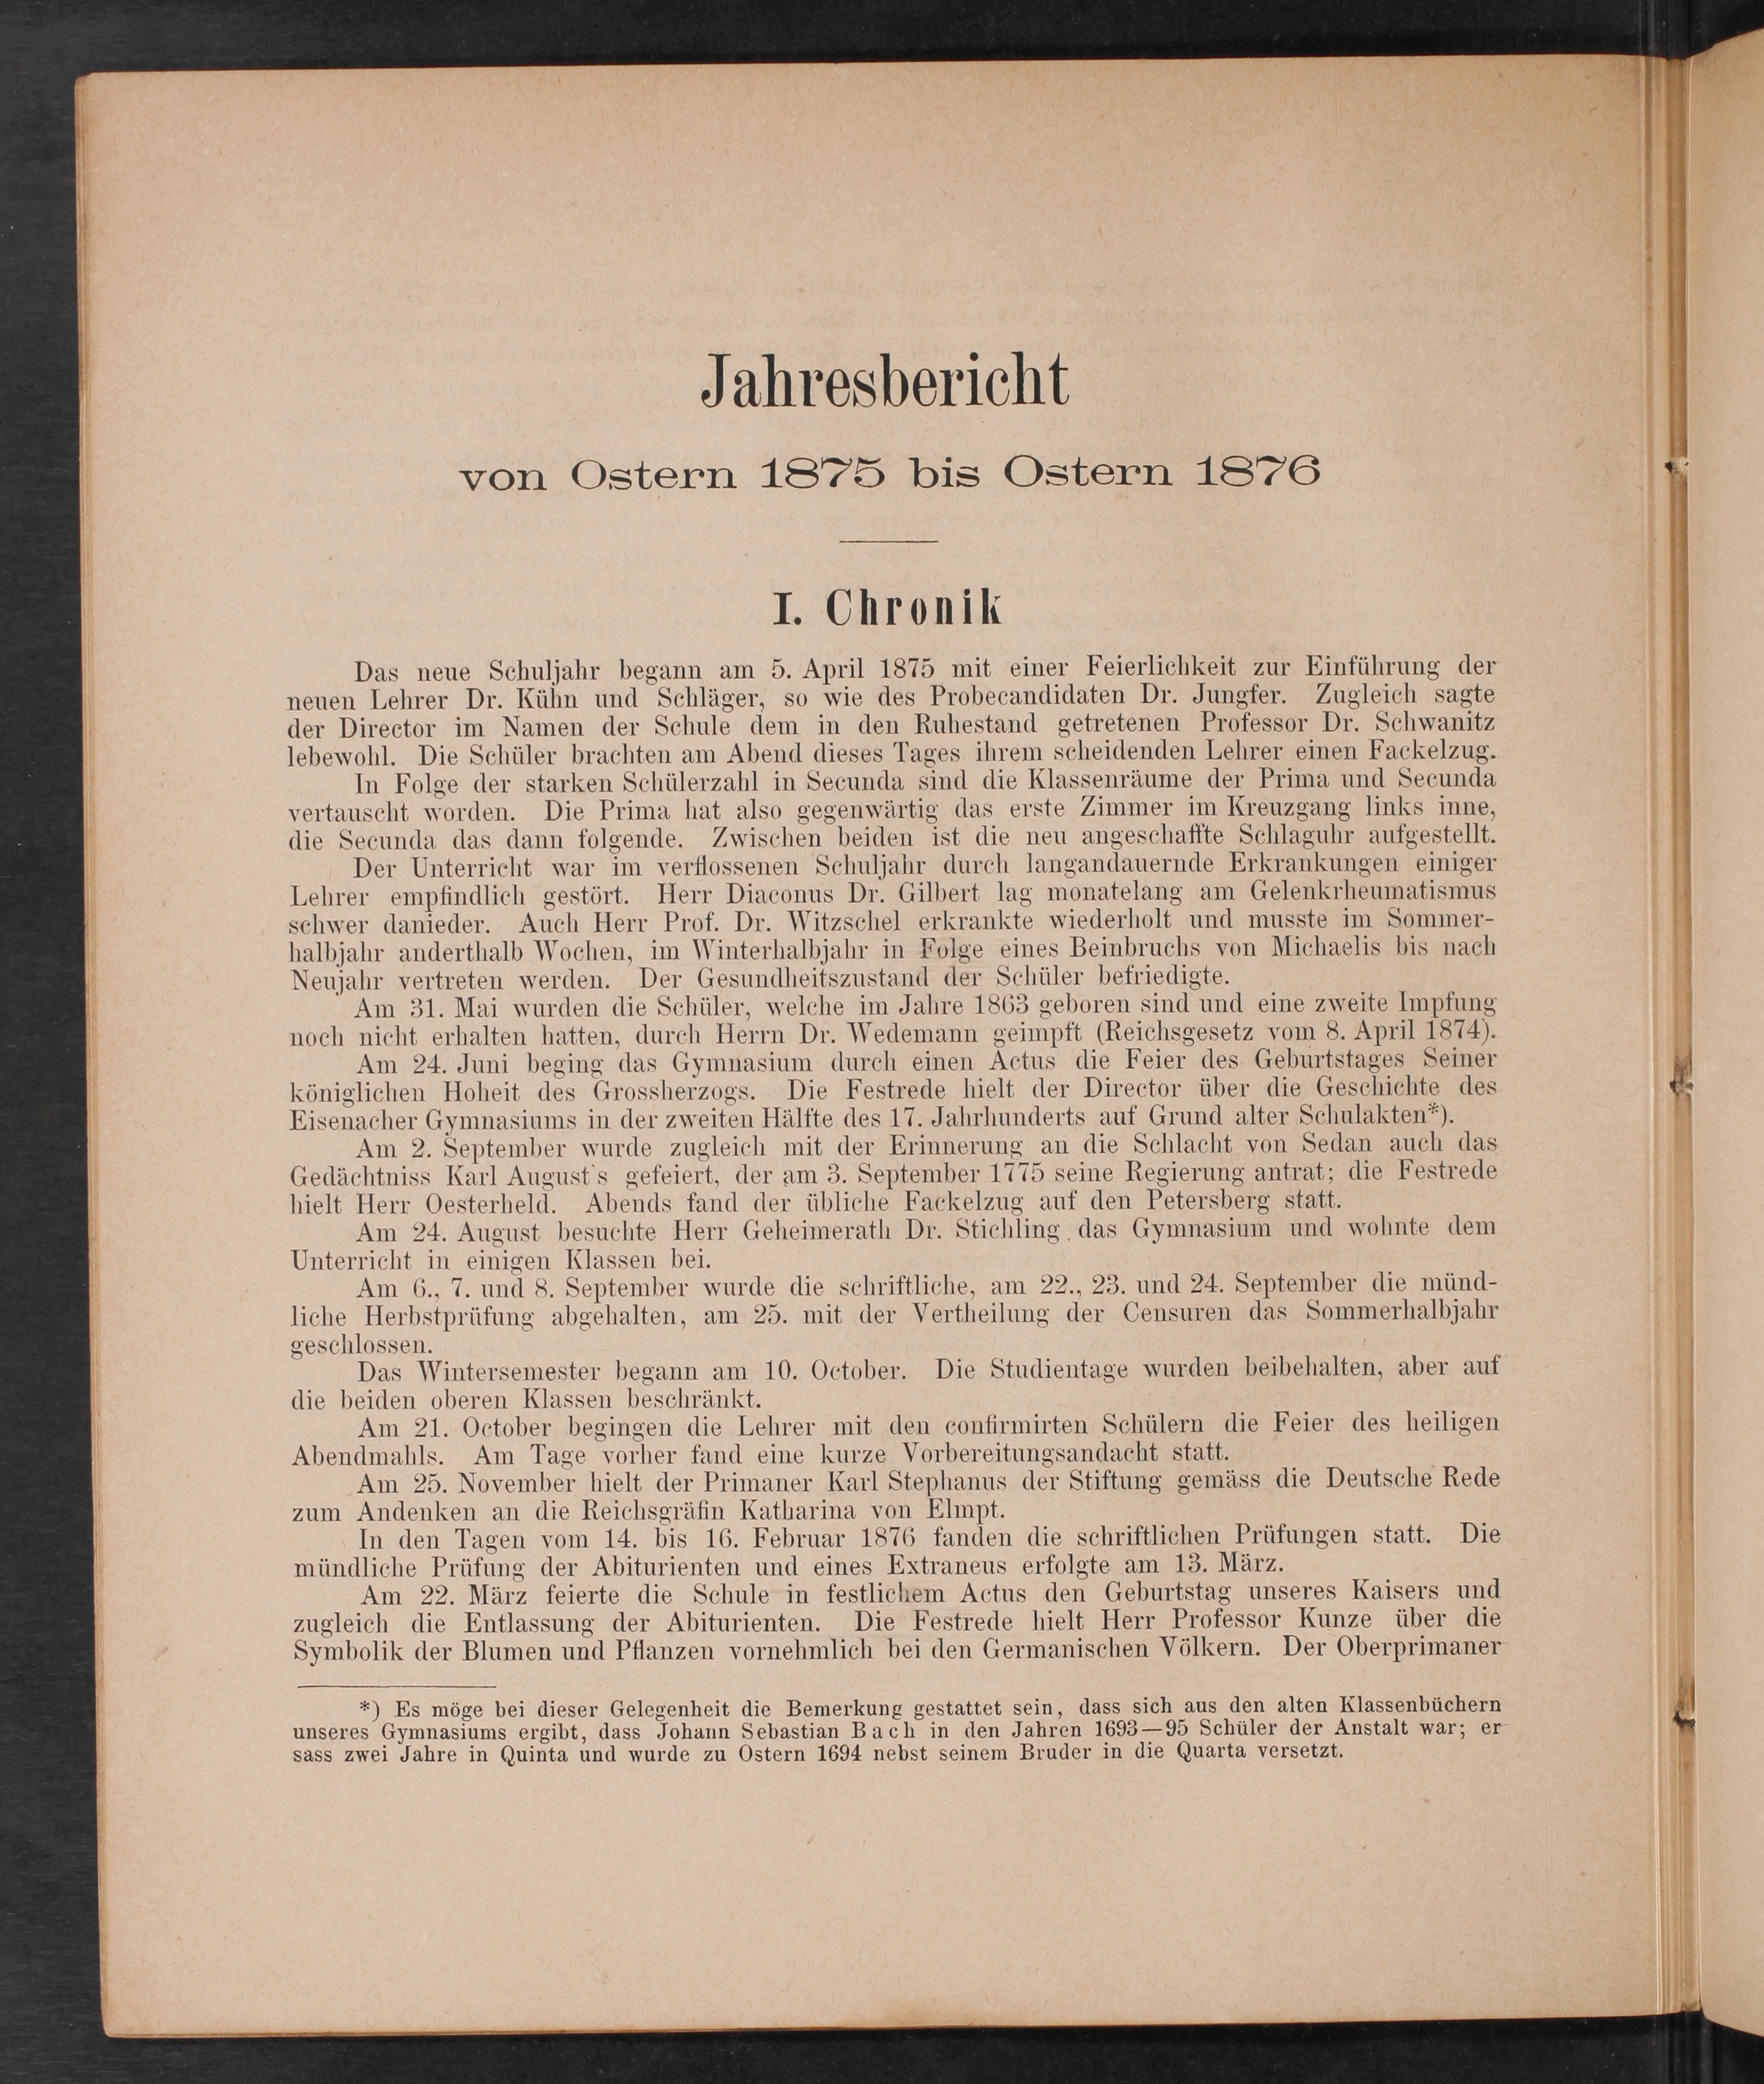 Jahresbericht
von Ostern 1875 bis Ostern 1876
I. Chronik
Das neue Schuljahr begann am 5. April 1875 mit einer Feierlichkeit zur Einführung der
neuen Lehrer Dr. Kühn und Schläger, so wie des Probecandidaten Dr. Jungfer. Zugleich sagte
der Director im Namen der Schule dem in den Ruhestand getretenen Professor Dr. Schwanitz
lebewohl. Die Schüler brachten am Abend dieses Tages ihrem scheidenden Lehrer einen Fackelzug.
In Folge der starken Schülerzahl in Secunda sind die Klassenräume der Prima und Secunda
vertauscht worden. Die Prima hat also gegenwärtig das erste Zimmer im Kreuzgang links inne,
die Secunda das dann folgende. Zwischen beiden ist die neu angeschaffte Schlaguhr aufgestellt.
Der Unterricht war im verflossenen Schuljahr durch langandauernde Erkrankungen einiger
Lehrer empfindlich gestört. Herr Diaconus Dr. Gilbert lag monatelang am Gelenkrheumatismus
schwer danieder. Auch Herr Prof. Dr. Witzschel erkrankte wiederholt und musste im Sommer-
halbjahr anderthalb Wochen, im Winterhalbjahr in Folge eines Beinbruchs von Michaelis bis nach
Neujahr vertreten werden. Der Gesundheitszustand der Schüler befriedigte.
Am 31. Mai wurden die Schüler, welche im Jahre 1863 geboren sind und eine zweite Impfung
noch nicht erhalten hatten, durch Herrn Dr. Wedemann geimpft (Reichsgesetz vom 8. April 1874).
Am 24. Juni beging das Gymnasium durch einen Actus die Feier des Geburtstages Seiner
königlichen Hoheit des Grossherzogs. Die Festrede hielt der Director über die Geschichte des
Eisenacher Gymnasiums in der zweiten Hälfte des 17. Jahrhunderts auf Grund alter Schulakten*).
Am 2. September wurde zugleich mit der Erinnerung an die Schlacht von Sedan auch das
Gedächtniss Karl August's gefeiert, der am 3. September 1775 seine Regierung antrat; die Festrede
hielt Herr Oesterheld. Abends fand der übliche Fackelzug auf den Petersberg statt.
Am 24. August besuchte Herr Geheimerath Dr. Stichling das Gymnasium und wohnte dem
Unterricht in einigen Klassen bei.
Am 6., 7. und 8. September wurde die schriftliche, am 22., 23. und 24. September die münd-
liche Herbstprüfung abgehalten, am 25. mit der Vertheilung der Censuren das Sommerhalbjahr
geschlossen.
Das Wintersemester begann am 10. October. Die Studientage wurden beibehalten, aber auf
die beiden oberen Klassen beschränkt.
Am 21. October begingen die Lehrer mit den confirmirten Schülern die Feier des heiligen
Abendmahls. Am Tage vorher fand eine kurze Vorbereitungsandacht statt.
Am 25. November hielt der Primaner Karl Stephanus der Stiftung gemäss die Deutsche Rede
zum Andenken an die Reichsgräfin Katharina von Elmpt.
In den Tagen vom 14. bis 16. Februar 1876 fanden die schriftlichen Prüfungen statt. Die
mündliche Prüfung der Abiturienten und eines Extraneus erfolgte am 13. März.
Am 22. März feierte die Schule in festlichem Actus den Geburtstag unseres Kaisers und
zugleich die Entlassung der Abiturienten. Die Festrede hielt Herr Professor Kunze über die
Symbolik der Blumen und Pflanzen vornehmlich bei den Germanischen Völkern. Der Oberprimaner
*) Es möge bei dieser Gelegenheit die Bemerkung gestattet sein, dass sich aus den alten Klassenbüchern
unseres Gymnasiums ergibt, dass Johann Sebastian Bach in den Jahren 1693—95 Schüler der Anstalt war; er
sass zwei Jahre in Quinta und wurde zu Ostern 1694 nebst seinem Bruder in die Quarta versetzt.